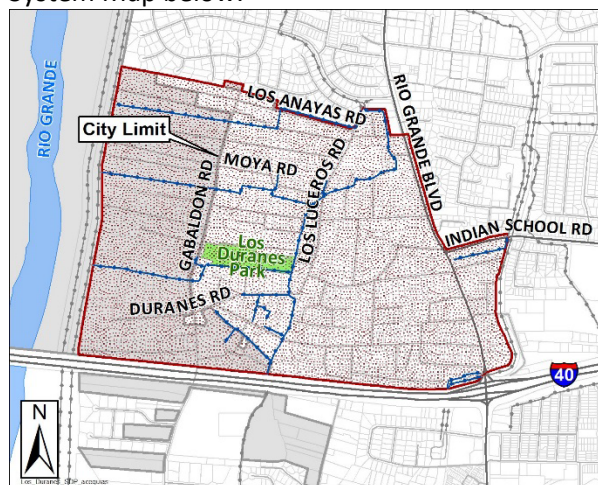 System map below.
RIO GRANDE
LOS ANAYAS RD
RIO GRANDE BLVD
City Limit
MOYA RD
LOS LUCEROS RD
GABALDON RD
INDIAN SCHOOL RD
Los
Duranes
Park
DURANES RD
40
N
Los_Duranes_SDP_acequias